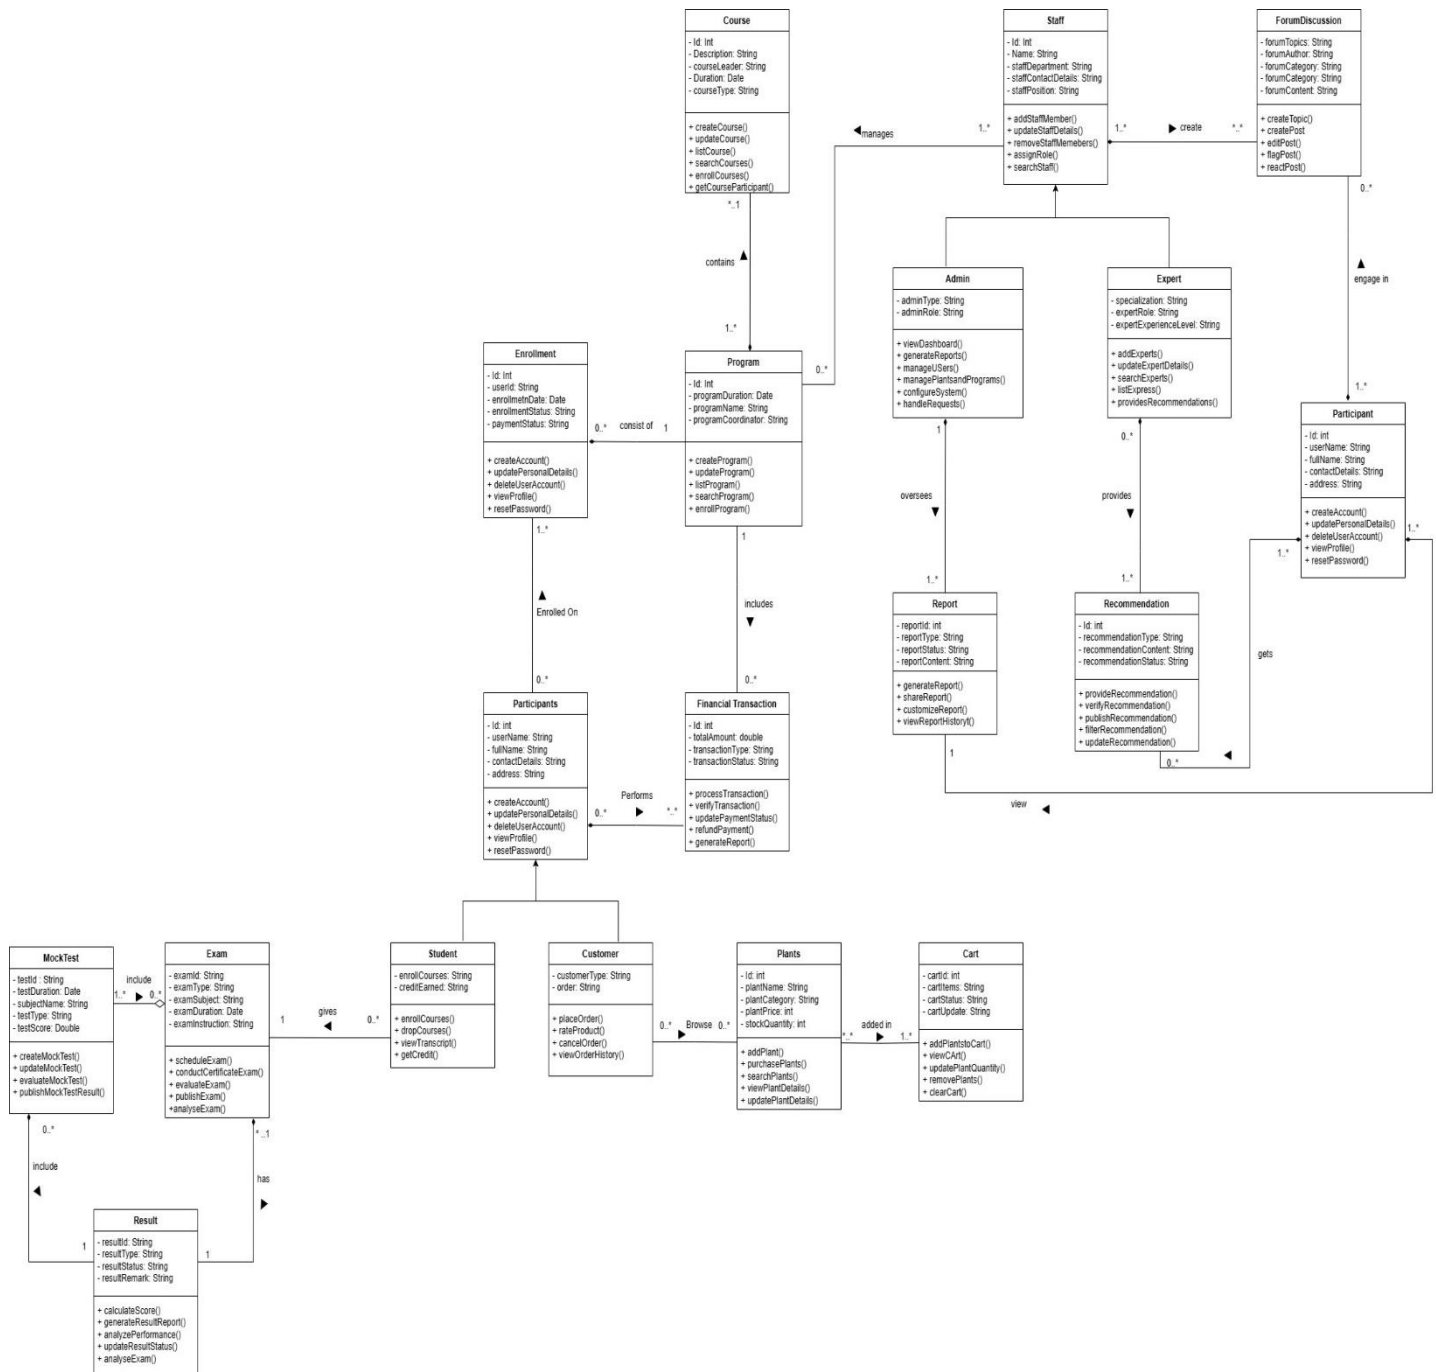 Course
- Id: Int
- Description: String
- courseLeader: String
- Duration: Date
- courseType: String
+ createCourse()
+ updateCourse()
+ listCourse()
+ searchCourses()
+ enrollCourses()
+ getCourseParticipant()
Staff
- Id: Int
- Name: String
- staffDepartment: String
- staffContactDetails: String
- staffPosition: String
+ addStaffMember()
+ updateStaffDetails()
+ removeStaffMemebers()
+ assignRole()
+ searchStaff()
ForumDiscussion
- forumTopics: String
- forumAuthor: String
- forumCategory: String
- forumCategory: String
- forumContent: String
+ createTopic()
+ createPost
+ editPost()
+ flagPost()
+ reactPost()
manages
1..*
1..*
create
*..*
*..1
0..*
contains
engage in
Admin
- adminType: String
- adminRole: String
+ viewDashboard()
+ generateReports()
+ manageUSers()
+ managePlantsandPrograms()
+ configureSystem()
+ handleRequests()
Expert
- specialization: String
- expertRole: String
- expertExperienceLevel: String
+ addExperts()
+ updateExpertDetails()
+ searchExperts()
+ listExpress()
+ providesRecommendations()
1..*
0..*
1..*
Enrollment
- Id: Int
- userId: String
- enrollmetnDate: Date
- enrollmentStatus: String
- paymentStatus: String
+ createAccount()
+ updatePersonalDetails()
+ deleteUserAccount()
+ viewProfile()
+ resetPassword()
0..*
consist of
1
Program
- Id: Int
- programDuration: Date
- programName: String
- programCoordinator: String
+ createProgram()
+ updateProgram()
+ listProgram()
+ searchProgram()
+ enrollProgram()
1
0..*
Participant
- Id: int
- userName: String
- fullName: String
- contactDetails: String
- address: String
+ createAccount()
+ updatePersonalDetails()
+ deleteUserAccount()
+ viewProfile()
+ resetPassword()
1..*
1..*
oversees
provides
1..*
1
1..*
1..*
Enrolled On
includes
Report
- reportId: int
- reportType: String
- reportStatus: String
- reportContent: String
+ generateReport()
+ shareReport()
+ customizeReport()
+ viewReportHistoryt()
Recommendation
- Id: int
- recommendationType: String
- recommendationContent: String
- recommendationStatus: String
+ provideRecommendation()
+ verifyRecommendation()
+ publishRecommendation()
+ filterRecommendation()
+ updateRecommendation()
gets
0..*
0..*
1
0..*
view
Participants
- Id: int
- userName: String
- fullName: String
- contactDetails: String
- address: String
+ createAccount()
+ updatePersonalDetails()
+ deleteUserAccount()
+ viewProfile()
+ resetPassword()
Performs
0..*
*..*
Financial Transaction
- Id: int
- totalAmount: double
- transactionType: String
- transactionStatus: String
+ processTransaction()
+ verifyTransaction()
+ updatePaymentStatus()
+ refundPayment()
+ generateReport()
MockTest
- testId : String
- testDuration: Date
- subjectName: String
- testType: String
- testScore: Double
+ createMockTest()
+ updateMockTest()
+ evaluateMockTest()
+ publishMockTestResult()
include
1..*
0..*
Exam
- examId: String
- examType: String
- examSubject: String
- examDuration: Date
- examInstruction: String
+ scheduleExam()
+ conductCertificateExam()
+ evaluateExam()
+ publishExam()
+analyseExam()
1
gives
0..*
Student
- enrollCourses: String
- creditEarned: String
+ enrollCourses()
+ dropCourses()
+ viewTranscript()
+ getCredit()
Customer
- customerType: String
- order: String
+ placeOrder()
+ rateProduct()
+ cancelOrder()
+ viewOrderHistory()
0..*
Browse
0..*
Plants
- Id: int
- plantName: String
- plantCategory: String
- plantPrice: int
- stockQuantity: int
+ addPlant()
+ purchasePlants()
+ searchPlants()
+ viewPlantDetails()
+ updatePlantDetails()
added in
*..*
1..*
Cart
- cartId: int
- cartItems: String
- cartStatus: String
- cartUpdate: String
+ addPlantstoCart()
+ viewCArt()
+ updatePlantQuantity()
+ removePlants()
+ clearCart()
0..*
*..1
include
has
1
1
Result
- resultId: String
- resultType: String
- resultStatus: String
- resultRemark: String
+ calculateScore()
+ generateResultReport()
+ analyzePerformance()
+ updateResultStatus()
+ analyseExam()